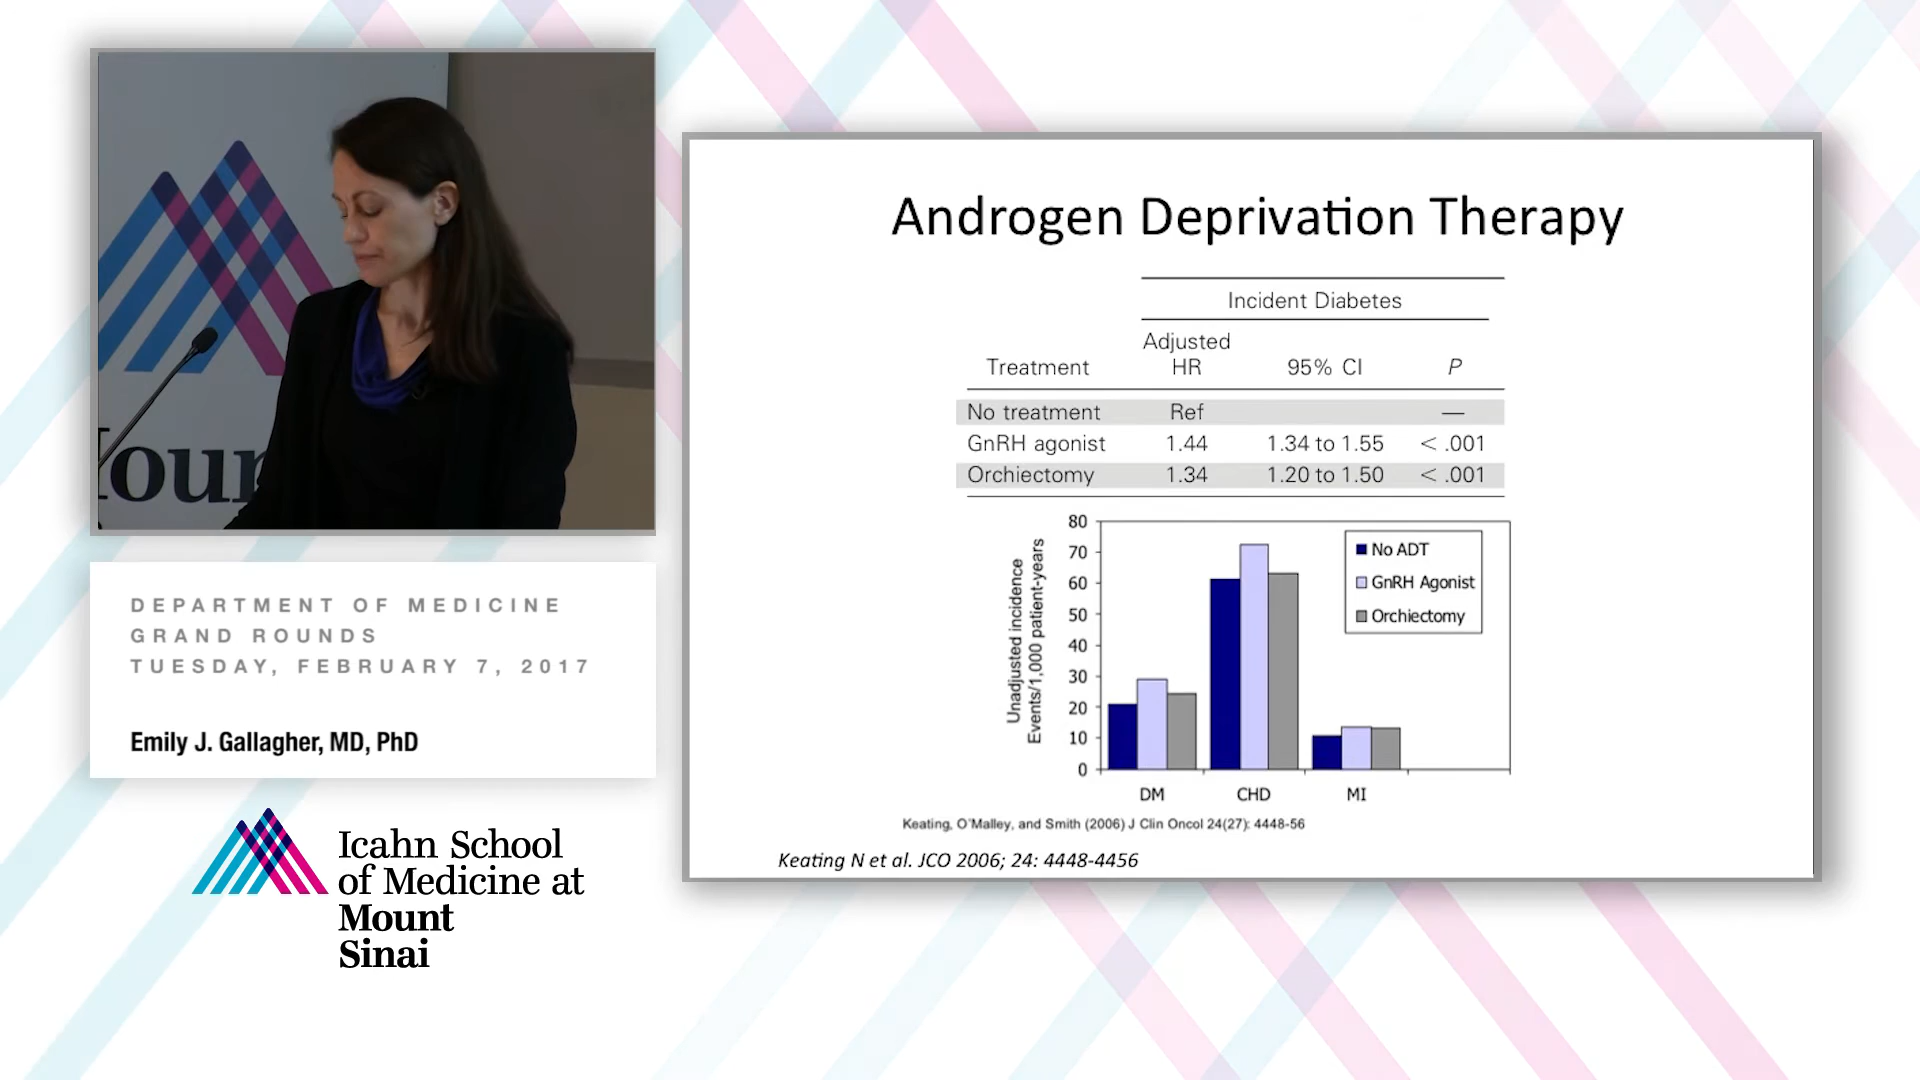 our
DEPARTMENT OF MEDICINE
GRAND ROUNDS
TUESDAY, FEBRUARY 7, 2017
Emily J. Gallagher, MD, PhD
Icahn School
of Medicine at
Mount
Sinai
Androgen Deprivation Therapy
Incident Diabetes
Adjusted
Treatment HR 95% CI P
No treatment Ref —
GnRH agonist 1.44 1.34 to 1.55 < .001
Orchiectomy 1.34 1.20 to 1.50 < .001
Unadjusted incidence
Events/1,000 patient-years
80
70
60
50
40
30
20
10
0
No ADT
GnRH Agonist
Orchiectomy
DM CHD MI
Keating, O'Malley, and Smith (2006) J Clin Oncol 24(27): 4448-56
Keating N et al. JCO 2006; 24: 4448-4456